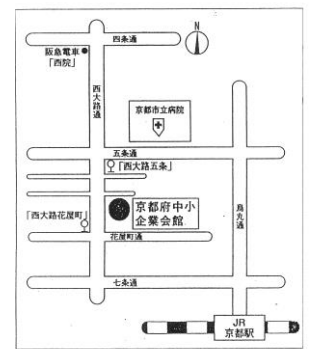 N
四条通
阪急電車
「西院」
西大路通
京都市立病院
五条通
「西大路五条」
烏丸通
京都府中小
企業会館
「西大路花屋町」
花屋町通
七条通
JR
京都駅